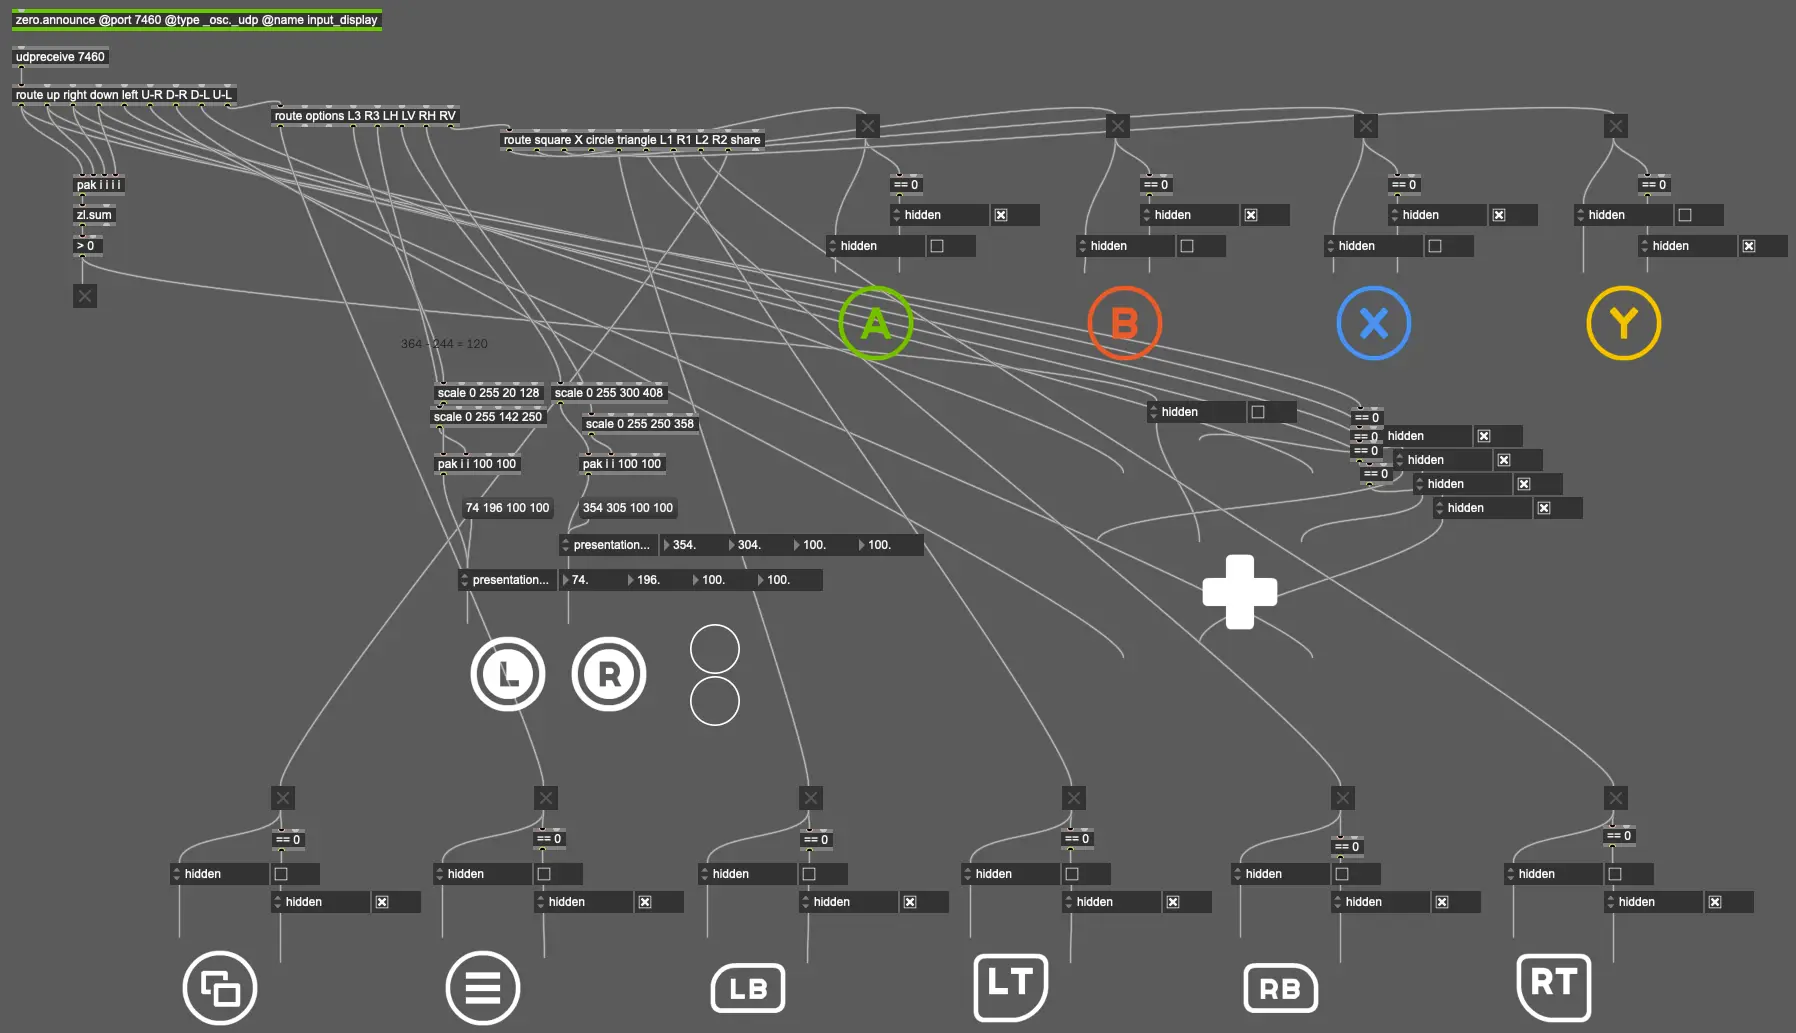 zero.announce @port 7460 @type _osc._udp @name input_display
udpreceive 7460
route up right down left U-R D-R D-L U-L
route options L3 R3 LH LV RH RV
route square X circle triangle L1 R1 L2 R2 share
pak i i i i
zl.sum
> 0
== 0
hidden
hidden
== 0
hidden
hidden
== 0
hidden
hidden
== 0
hidden
hidden
A
B
X
Y
364 - 244 = 120
scale 0 255 20 128
scale 0 255 300 408
scale 0 255 142 250
scale 0 255 250 358
pak i i 100 100
pak i i 100 100
74 196 100 100
354 305 100 100
presentation... 354. 304. 100. 100.
presentation... 74. 196. 100. 100.
hidden
== 0
== 0
hidden
== 0
hidden
== 0
hidden
hidden
L
R
== 0
hidden
hidden
== 0
hidden
hidden
== 0
hidden
hidden
== 0
hidden
hidden
== 0
hidden
hidden
== 0
hidden
hidden
LB
LT
RB
RT